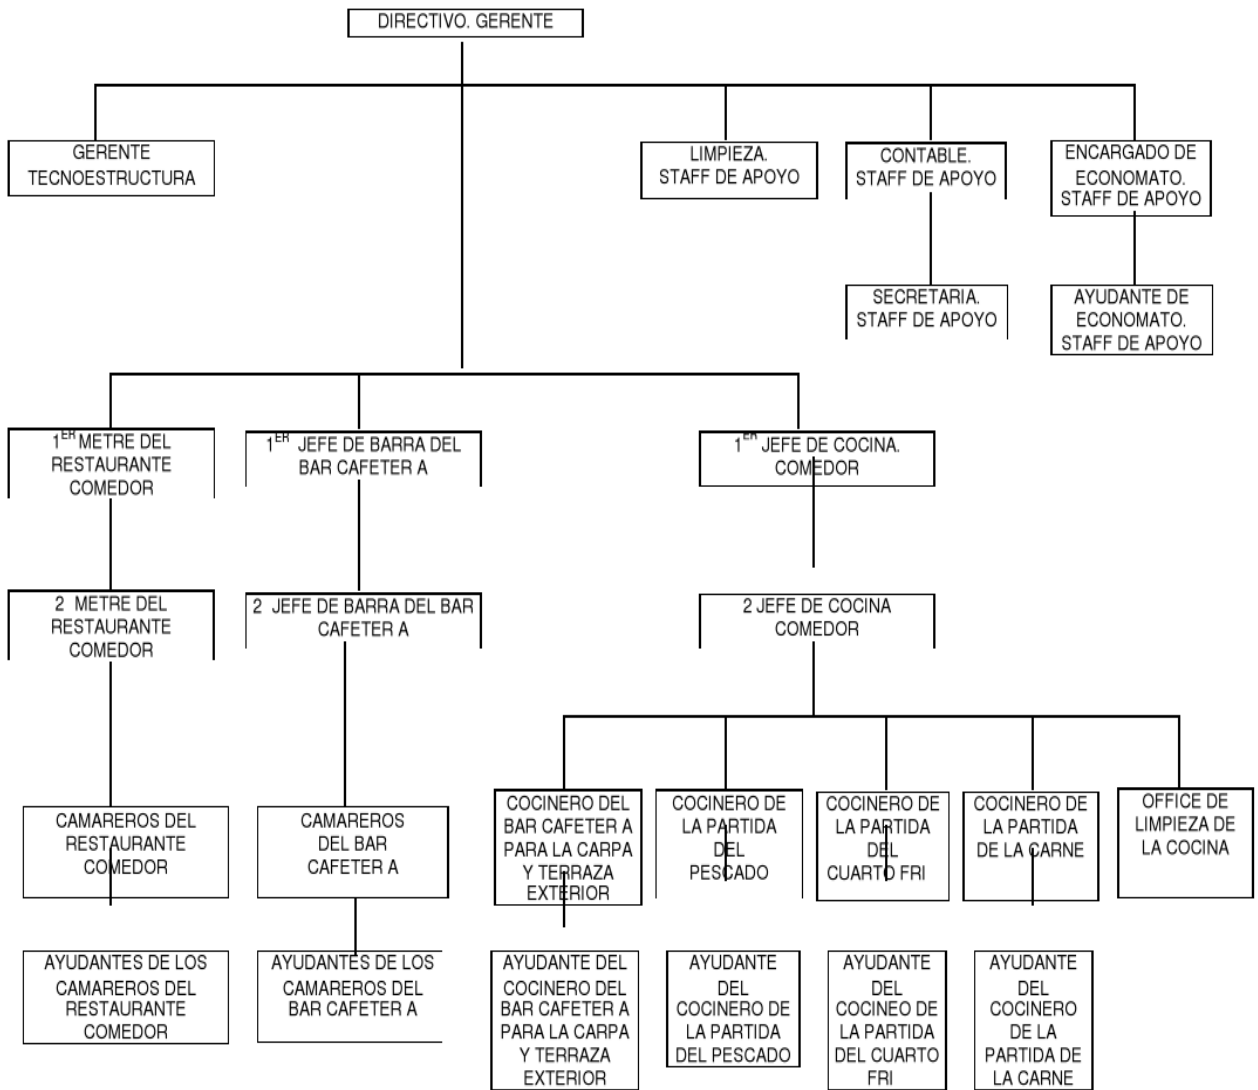 DIRECTIVO. GERENTE
GERENTE
TECNOESTRUCTURA
LIMPIEZA.
STAFF DE APOYO
CONTABLE.
STAFF DE APOYO
ENCARGADO DE
ECONOMATO.
STAFF DE APOYO
SECRETARIA.
STAFF DE APOYO
AYUDANTE DE
ECONOMATO.
STAFF DE APOYO
1ER METRE DEL
RESTAURANTE
COMEDOR
1ER JEFE DE BARRA DEL
BAR CAFETER A
1ER JEFE DE COCINA.
COMEDOR
2 METRE DEL
RESTAURANTE
COMEDOR
2 JEFE DE BARRA DEL BAR
CAFETER A
2 JEFE DE COCINA
COMEDOR
CAMAREROS DEL
RESTAURANTE
COMEDOR
CAMAREROS
DEL BAR
CAFETER A
COCINERO DEL
BAR CAFETER A
PARA LA CARPA
Y TERRAZA
EXTERIOR
COCINERO DE
LA PARTIDA
DEL
PESCADO
COCINERO DE
LA PARTIDA
DEL
CUARTO FRI
COCINERO DE
LA PARTIDA
DE LA CARNE
OFFICE DE
LIMPIEZA DE
LA COCINA
AYUDANTES DE LOS
CAMAREROS DEL
RESTAURANTE
COMEDOR
AYUDANTES DE LOS
CAMAREROS DEL
BAR CAFETER A
AYUDANTE DEL
COCINERO DEL
BAR CAFETER A
PARA LA CARPA
Y TERRAZA
EXTERIOR
AYUDANTE
DEL
COCINERO DE
LA PARTIDA
DEL PESCADO
AYUDANTE
DEL
COCINEO DE
LA PARTIDA
DEL CUARTO
FRI
AYUDANTE
DEL
COCINERO
DE LA
PARTIDA DE
LA CARNE